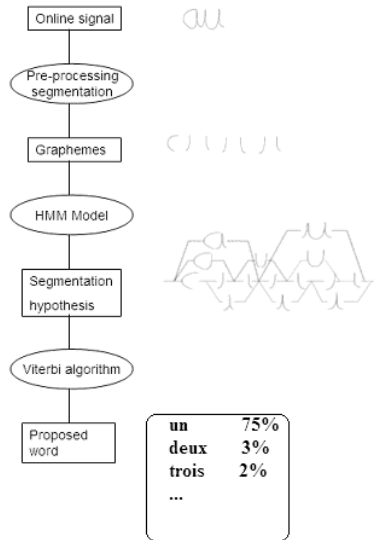 Online signal
Pre-processing
segmentation
Graphemes
HMM Model
Segmentation
hypothesis
Viterbi algorithm
Proposed
word
un 75%
deux 3%
trois 2%
...